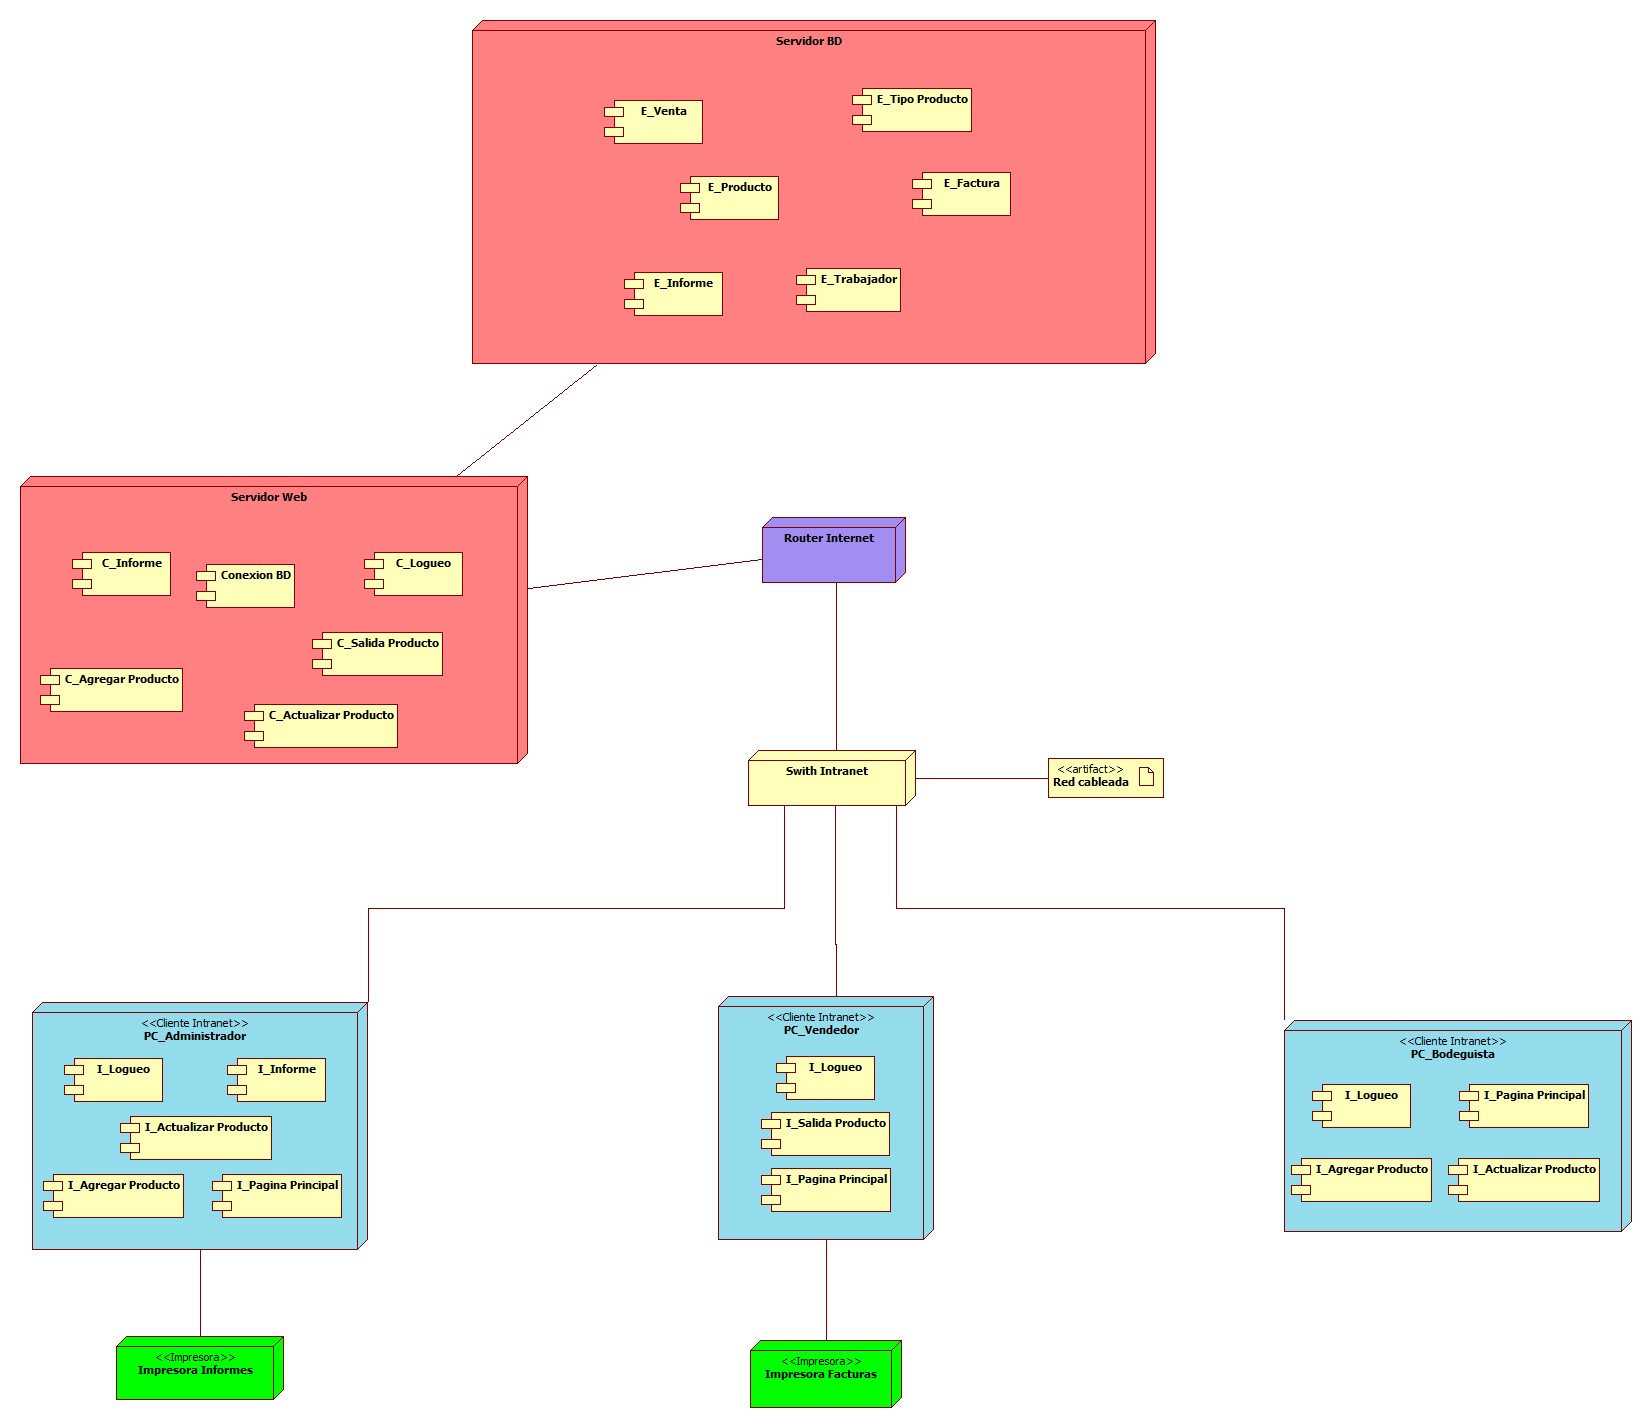 Servidor BD
E_Venta
E_Tipo Producto
E_Producto
E_Factura
E_Informe
E_Trabajador
Servidor Web
C_Informe
Conexion BD
C_Logueo
C_Salida Producto
C_Agregar Producto
C_Actualizar Producto
Router Internet
Swith Intranet
<<artifact>>
Red cableada
<<Cliente Intranet>>
PC_Administrador
I_Logueo
I_Informe
I_Actualizar Producto
I_Agregar Producto
I_Pagina Principal
<<Cliente Intranet>>
PC_Vendedor
I_Logueo
I_Salida Producto
I_Pagina Principal
<<Cliente Intranet>>
PC_Bodeguista
I_Logueo
I_Pagina Principal
I_Agregar Producto
I_Actualizar Producto
<<Impresora>>
Impresora Informes
<<Impresora>>
Impresora Facturas